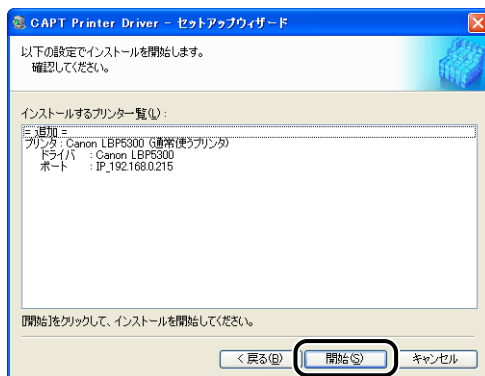 CAPT Printer Driver - セットアップウィザード
以下の設定でインストールを開始します。
確認してください。
インストールするプリンター覧(L):
= 追加 =
プリンタ : Canon LBP5300 (通常使うプリンタ)
ドライバ : Canon LBP5300
ポート : IP_192.168.0.215
[開始]をクリックして、インストールを開始してください。
< 戻る(B)
開始(S)
キャンセル